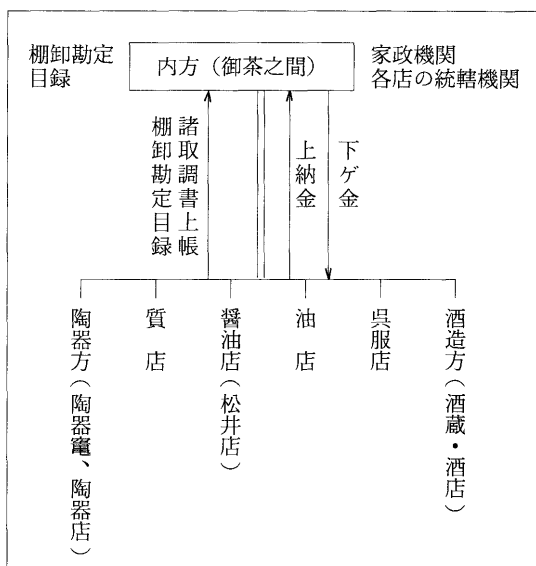 棚卸勘定
目録
内方（御茶之間）
家政機関
各店の統轄機関
諸取調書上帳
棚卸勘定目録
上納金
下ゲ金
酒造方（酒蔵・酒店）
呉服店
油店
醤油店（松井店）
質店
陶器方（陶器竃、陶器店）